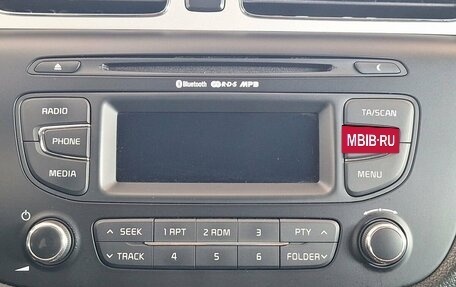 Bluetooth R·D·S MP3
RADIO
TA/SCAN
PHONE
MBIB·RU
MEDIA
MENU
SEEK 1 RPT 2 RDM 3 PTY
TRACK 4 5 6 FOLDER